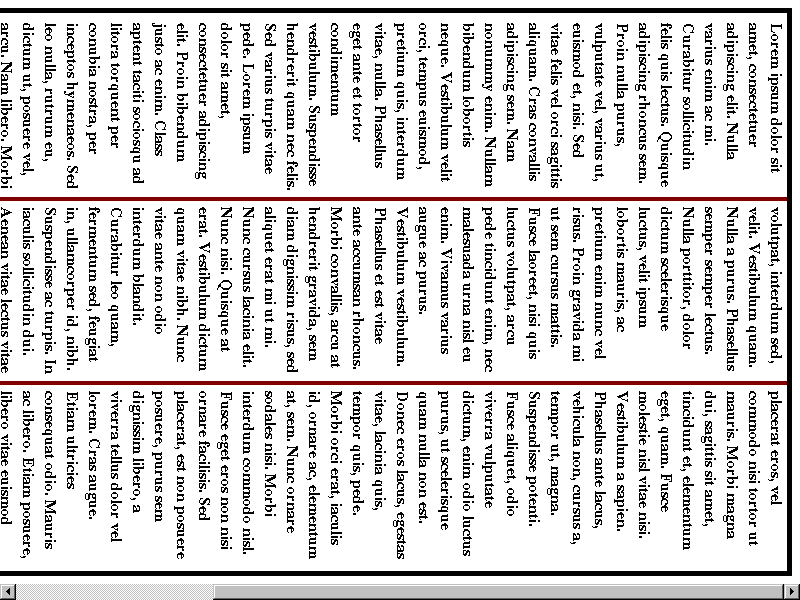 Lorem ipsum dolor sit
amet, consectetuer
adipiscing elit. Nulla
varius enim ac mi.
Curabitur sollicitudin
felis quis lectus. Quisque
adipiscing rhoncus sem.
Proin nulla purus,
vulputate vel, varius ut,
euismod et, nisi. Sed
vitae felis vel orci sagittis
aliquam. Cras convallis
adipiscing sem. Nam
nonummy enim. Nullam
bibendum lobortis
neque. Vestibulum velit
orci, tempus euismod,
pretium quis, interdum
vitae, nulla. Phasellus
eget ante et tortor
condimentum
vestibulum. Suspendisse
hendrerit quam nec felis.
Sed varius turpis vitae
pede. Lorem ipsum
dolor sit amet,
consectetuer adipiscing
elit. Proin bibendum
justo ac enim. Class
aptent taciti sociosqu ad
litora torquent per
conubia nostra, per
inceptos hymenaeos. Sed
leo nulla, rutrum eu,
dictum ut, posuere vel,
arcu. Nam libero. Morbi
volutpat, interdum sed,
velit. Vestibulum quam.
Nulla a purus. Phasellus
semper semper lectus.
Nulla porttitor, dolor
dictum scelerisque
luctus, velit ipsum
lobortis mauris, ac
pretium enim nunc vel
risus. Proin gravida mi
ut sem cursus mattis.
Fusce laoreet, nisi quis
luctus volutpat, arcu
pede tincidunt enim, nec
malesuada urna nisl eu
enim. Vivamus varius
augue ac purus.
Vestibulum vestibulum.
Phasellus et est vitae
ante accumsan rhoncus.
Morbi convallis, arcu at
hendrerit gravida, sem
diam dignissim risus, sed
aliquet erat mi ut mi.
Nunc cursus lacinia elit.
Nunc nisi. Quisque at
erat. Vestibulum dictum
quam vitae nibh. Nunc
vitae ante non odio
interdum blandit.
Curabitur leo quam,
fermentum sed, feugiat
in, ullamcorper id, nibh.
Suspendisse ac turpis. In
iaculis sollicitudin dui.
Aenean vitae lectus vitae
placerat eros, vel
commodo nisi tortor ut
mauris. Morbi magna
dui, sagittis sit amet,
tincidunt et, elementum
eget, quam. Fusce
molestie nisl vitae nisi.
Vestibulum a sapien.
Phasellus ante lacus,
vehicula non, cursus a,
tempor ut, magna.
Suspendisse potenti.
Fusce aliquet, odio
viverra vulputate
dictum, enim odio luctus
purus, ut scelerisque
quam nulla non est.
Donec eros lacus, egestas
vitae, lacinia quis,
tempor quis, pede.
Morbi orci erat, iaculis
id, ornare ac, elementum
at, sem. Nunc ornare
sodales nisi. Morbi
interdum commodo nisl.
Fusce eget eros non nisi
ornare facilisis. Sed
placerat, est non posuere
posuere, purus sem
dignissim libero, a
viverra tellus dolor vel
lorem. Cras augue.
Etiam ultricies
consequat odio. Mauris
ac libero. Etiam posuere,
libero vitae euismod